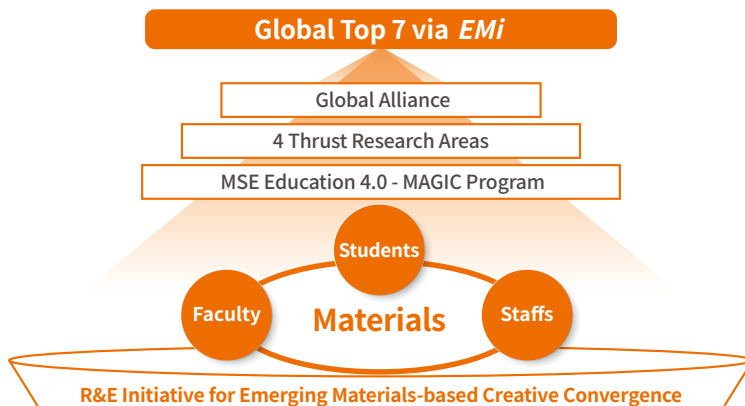 Global Top 7 via EMi
Global Alliance
4 Thrust Research Areas
MSE Education 4.0 - MAGIC Program
Students
Faculty
Materials
Staffs
R&E Initiative for Emerging Materials-based Creative Convergence